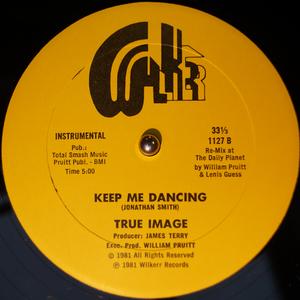 WILKERR
INSTRUMENTAL
Pub.:
Total Smash Music
Pruitt Publ. - BMI
Time 5:00
33⅓
1127 B
Re-Mix at
The Daily Planet
by William Pruitt
& Lenis Guess
KEEP ME DANCING
(JONATHAN SMITH)
TRUE IMAGE
Producer: JAMES TERRY
Exec. Prod. WILLIAM PRUITT
© 1981 All Rights Reserved
℗ 1981 Wilkerr Records